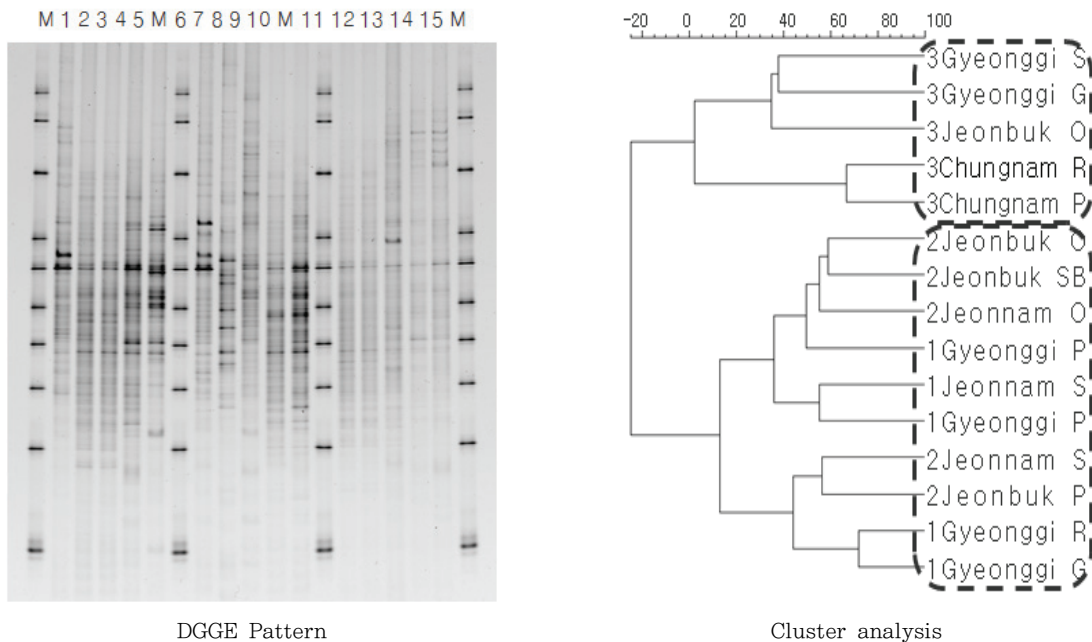 M 1 2 3 4 5 M 6 7 8 9 10 M 11 12 13 14 15 M
-20 0 20 40 60 80 100
3Gyeonggi S
3Gyeonggi G
3Jeonbuk O
3Chungnam R
3Chungnam P
2Jeonbuk O
2Jeonbuk SB
2Jeonnam O
1Gyeonggi P
1Jeonnam S
1Gyeonggi P
2Jeonnam S
2Jeonbuk P
1Gyeonggi R
1Gyeonggi G
DGGE Pattern
Cluster analysis